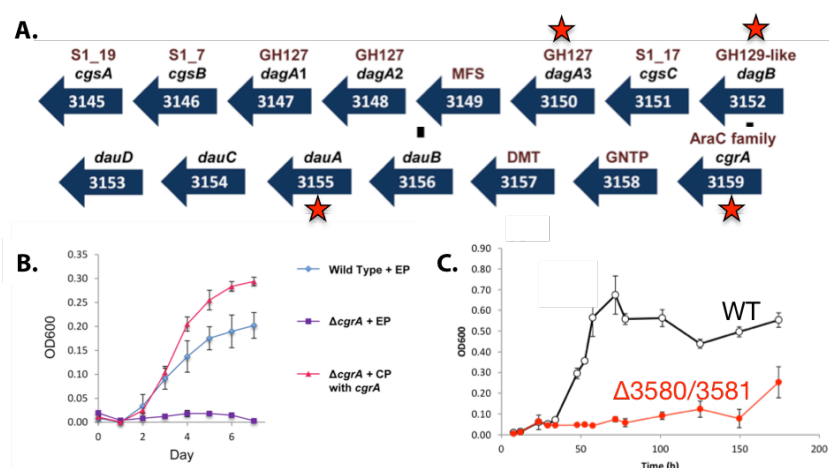 A.
S1_19 S1_7 GH127 GH127 MFS GH127 S1_17 GH129-like
cgsA cgsB dagA1 dagA2 dagA3 cgsC dagB
3145 3146 3147 3148 3149 3150 3151 3152
AraC family
dauD dauC dauA dauB DMT GNTP cgrA
3153 3154 3155 3156 3157 3158 3159
B.
OD600
0.35
0.30
0.25
0.20
0.15
0.10
0.05
0.00
0 2 4 6
Day
Wild Type + EP
ΔcgrA + EP
ΔcgrA + CP
with cgrA
C.
OD600
0.90
0.80
0.70
0.60
0.50
0.40
0.30
0.20
0.10
0.00
0 50 100 150 200
Time (h)
WT
Δ3580/3581